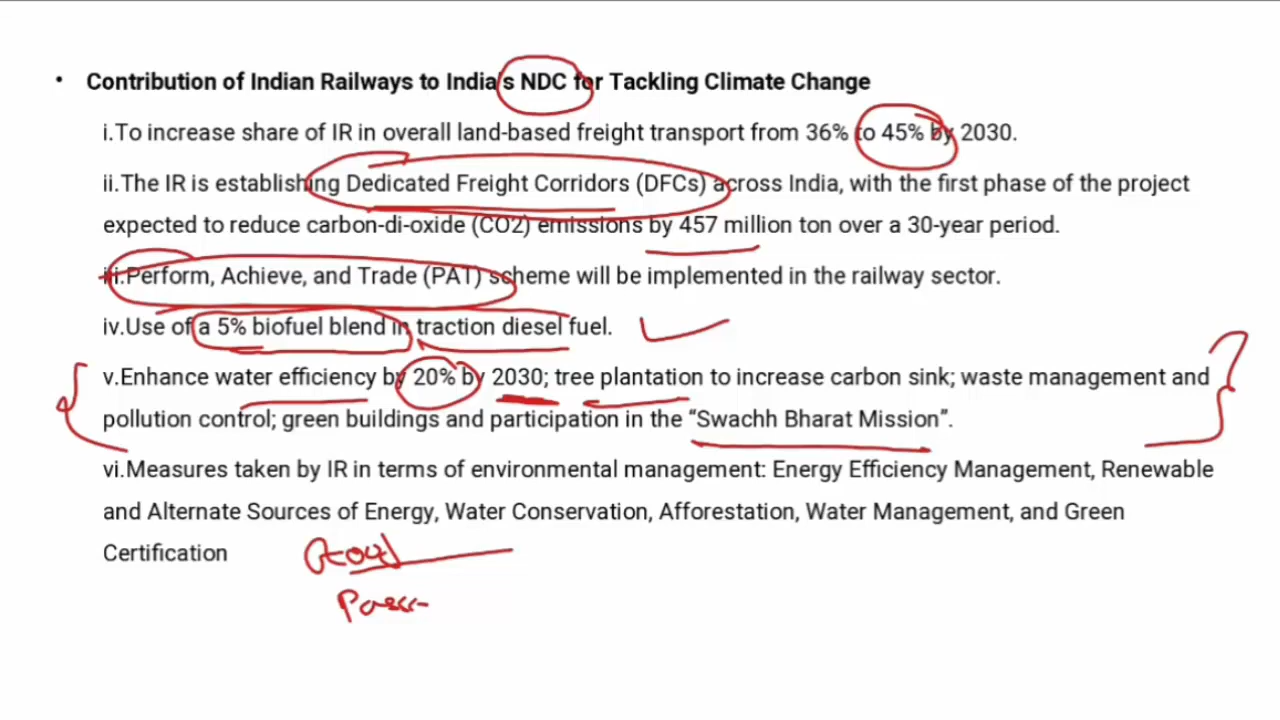 • Contribution of Indian Railways to India's NDC for Tackling Climate Change
i.To increase share of IR in overall land-based freight transport from 36% to 45% by 2030.
ii.The IR is establishing Dedicated Freight Corridors (DFCs) across India, with the first phase of the project
expected to reduce carbon-di-oxide (CO2) emissions by 457 million ton over a 30-year period.
iii.Perform, Achieve, and Trade (PAT) scheme will be implemented in the railway sector.
iv.Use of a 5% biofuel blend in traction diesel fuel.
v.Enhance water efficiency by 20% by 2030; tree plantation to increase carbon sink; waste management and
pollution control; green buildings and participation in the “Swachh Bharat Mission”.
vi.Measures taken by IR in terms of environmental management: Energy Efficiency Management, Renewable
and Alternate Sources of Energy, Water Conservation, Afforestation, Water Management, and Green
Certification